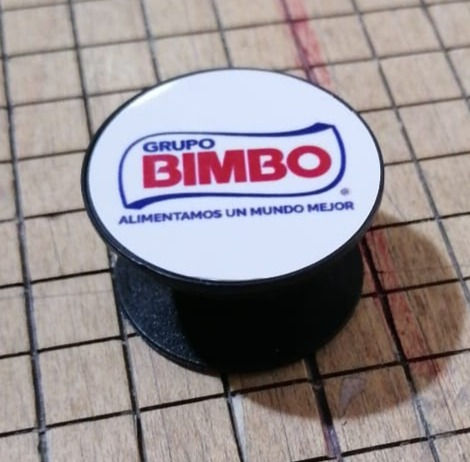 GRUPO
BIMBO
®
ALIMENTAMOS UN MUNDO MEJOR